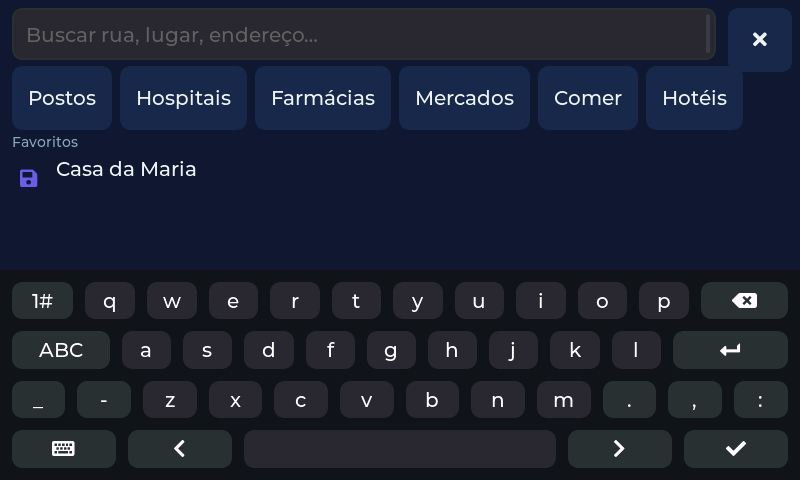 Buscar rua, lugar, endereço...
Postos Hospitais Farmácias Mercados Comer Hotéis
Favoritos
Casa da Maria
1# q w e r t y u i o p
ABC a s d f g h j k l
_ - z x c v b n m . , :